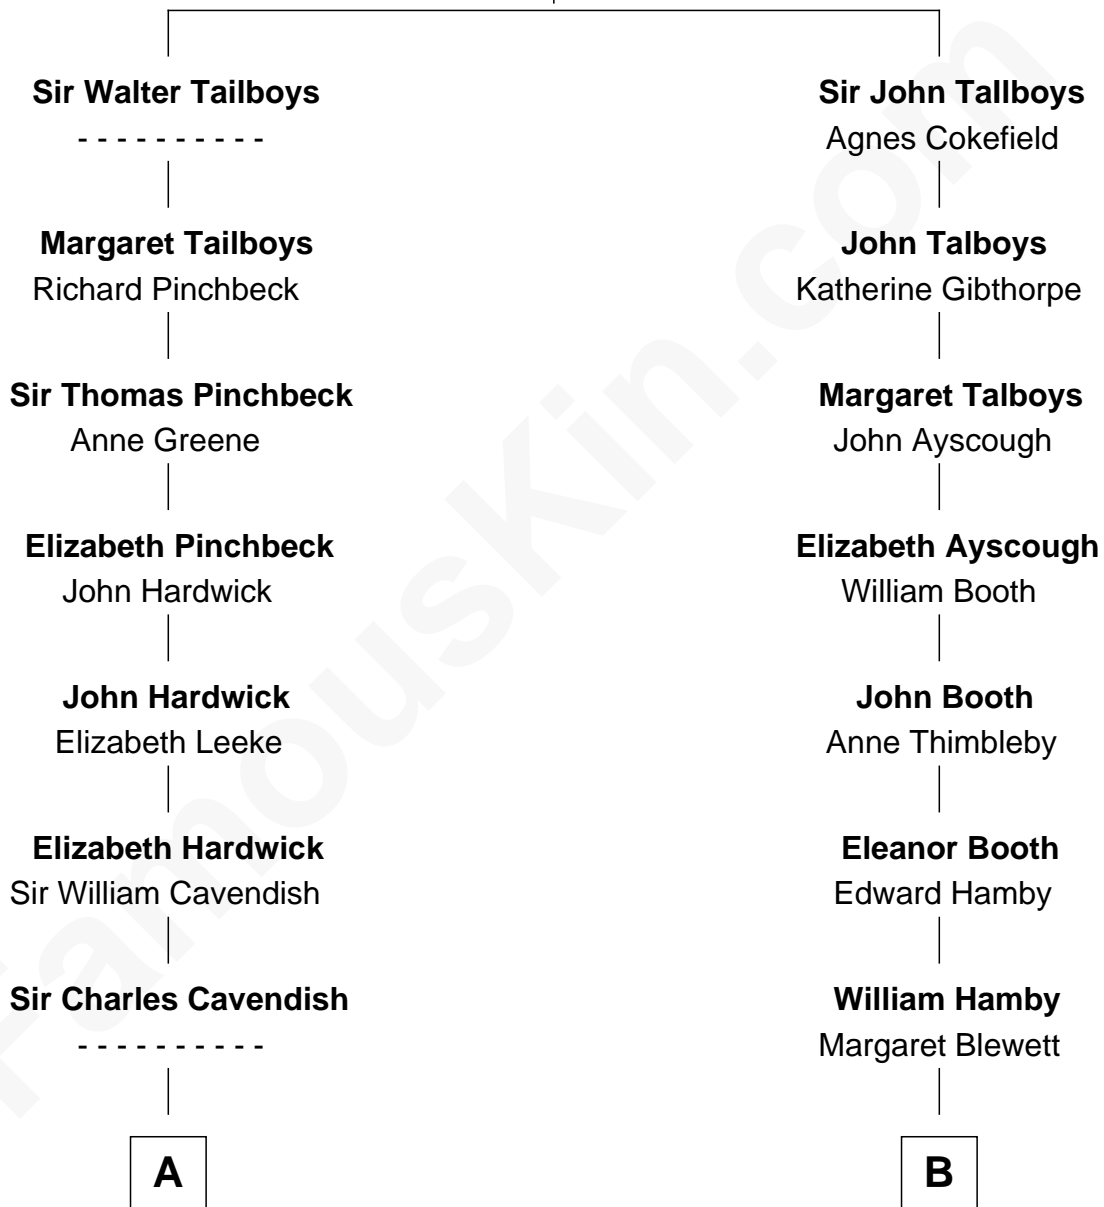 Sir Walter Tailboys
- - - - - - - - - -
Margaret Tailboys
Richard Pinchbeck
Sir Thomas Pinchbeck
Anne Greene
Elizabeth Pinchbeck
John Hardwick
John Hardwick
Elizabeth Leeke
Elizabeth Hardwick
Sir William Cavendish
Sir Charles Cavendish
- - - - - - - - - -
A
Sir John Tallboys
Agnes Cokefield
John Talboys
Katherine Gibthorpe
Margaret Talboys
John Ayscough
Elizabeth Ayscough
William Booth
John Booth
Anne Thimbleby
Eleanor Booth
Edward Hamby
William Hamby
Margaret Blewett
B
FamousKin.com